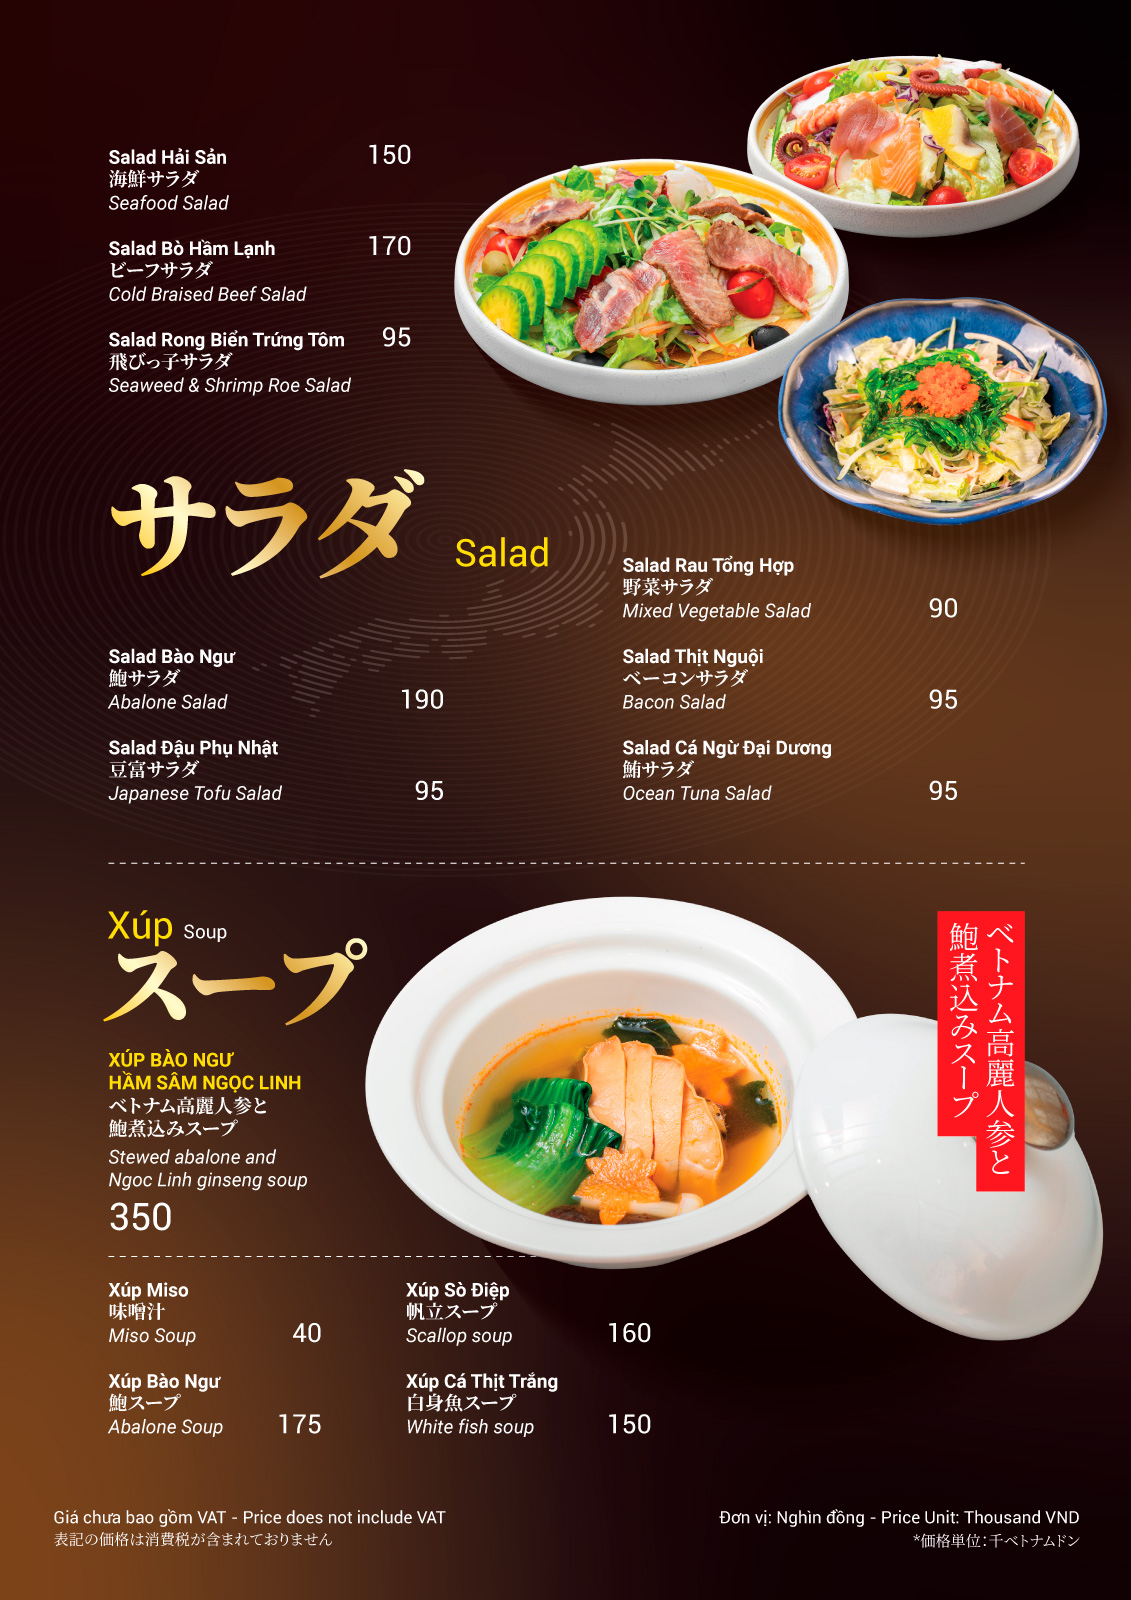 Salad Hải Sản 150
海鮮サラダ
Seafood Salad
Salad Bò Hầm Lạnh 170
ビーフサラダ
Cold Braised Beef Salad
Salad Rong Biển Trứng Tôm 95
飛びっ子サラダ
Seaweed & Shrimp Roe Salad
サラダ
Salad
Salad Bào Ngư
鮑サラダ
Abalone Salad 190
Salad Đậu Phụ Nhật
豆富サラダ
Japanese Tofu Salad 95
Salad Rau Tổng Hợp
野菜サラダ
Mixed Vegetable Salad 90
Salad Thịt Nguội
ベーコンサラダ
Bacon Salad 95
Salad Cá Ngừ Đại Dương
鮪サラダ
Ocean Tuna Salad 95
Xúp Soup
スープ
XÚP BÀO NGƯ
HẦM SÂM NGỌC LINH
ベトナム高麗人参と
鮑煮込みスープ
Stewed abalone and
Ngoc Linh ginseng soup
350
ベトナム高麗人参と
鮑煮込みスープ
Xúp Miso
味噌汁
Miso Soup 40
Xúp Bào Ngư
鮑スープ
Abalone Soup 175
Xúp Sò Điệp
帆立スープ
Scallop soup 160
Xúp Cá Thịt Trắng
白身魚スープ
White fish soup 150
Giá chưa bao gồm VAT - Price does not include VAT
表記の価格は消費税が含まれておりません
Đơn vị: Nghìn đồng - Price Unit: Thousand VND
*価格単位：千ベトナムドン